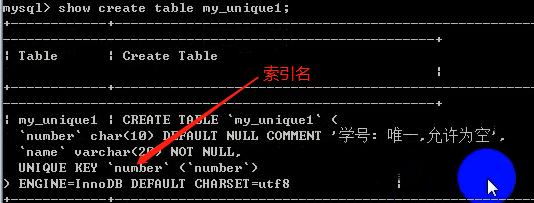 mysql> show create table my_unique1;
+-------------+--------------------------------------------------
----------------------------------------------------+
| Table | Create Table
|
+-------------+--------------------------------------------------
----------------------------------------------------+
索引名
| my_unique1 | CREATE TABLE `my_unique1` (
`number` char(10) DEFAULT NULL COMMENT '学号：唯一,允许为空',
`name` varchar(20) NOT NULL,
UNIQUE KEY `number` (`number`)
) ENGINE=InnoDB DEFAULT CHARSET=utf8 |